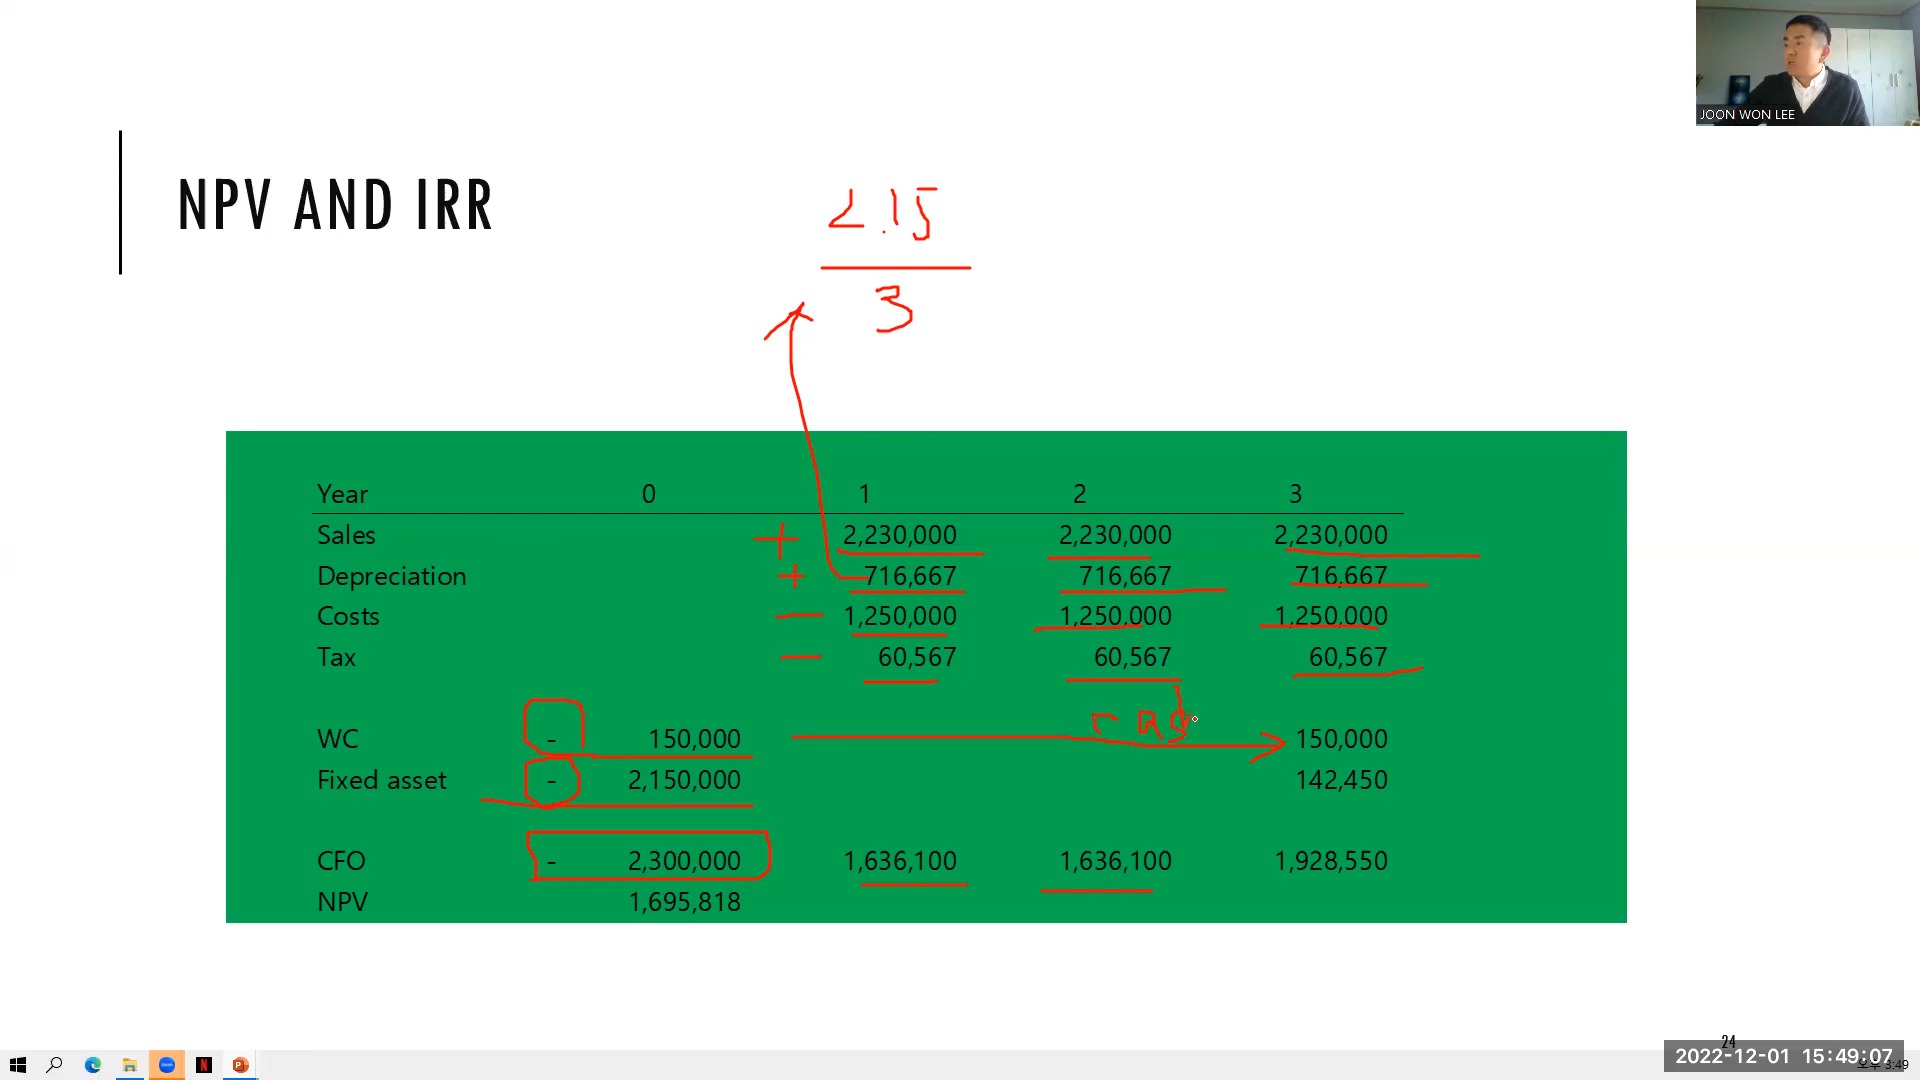 JOON WON LEE
NPV AND IRR
2.15
3
Year 0 1 2 3
Sales + 2,230,000 2,230,000 2,230,000
Depreciation + 716,667 716,667 716,667
Costs - 1,250,000 1,250,000 1,250,000
Tax - 60,567 60,567 60,567
WC - 150,000 150,000
Fixed asset - 2,150,000 142,450
CFO - 2,300,000 1,636,100 1,636,100 1,928,550
NPV 1,695,818
24
2022-12-01 15:49:07
오후 3:49